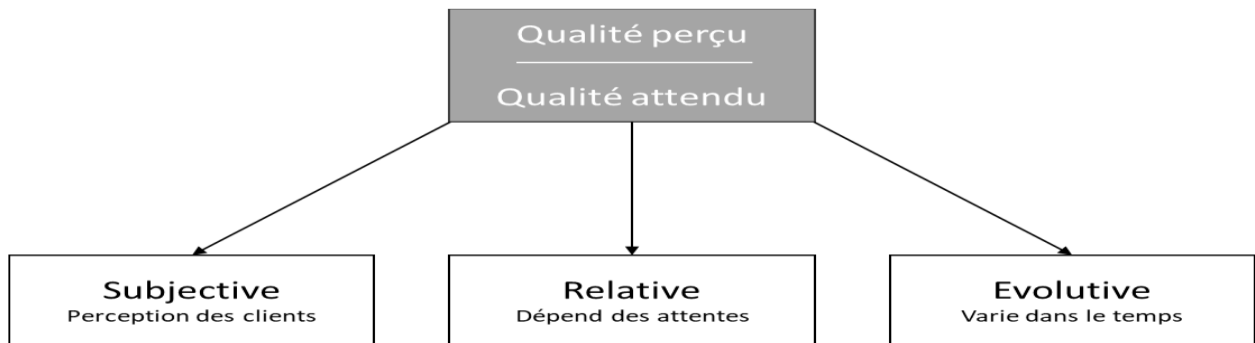 Qualité perçu
Qualité attendu
Subjective
Perception des clients
Relative
Dépend des attentes
Evolutive
Varie dans le temps